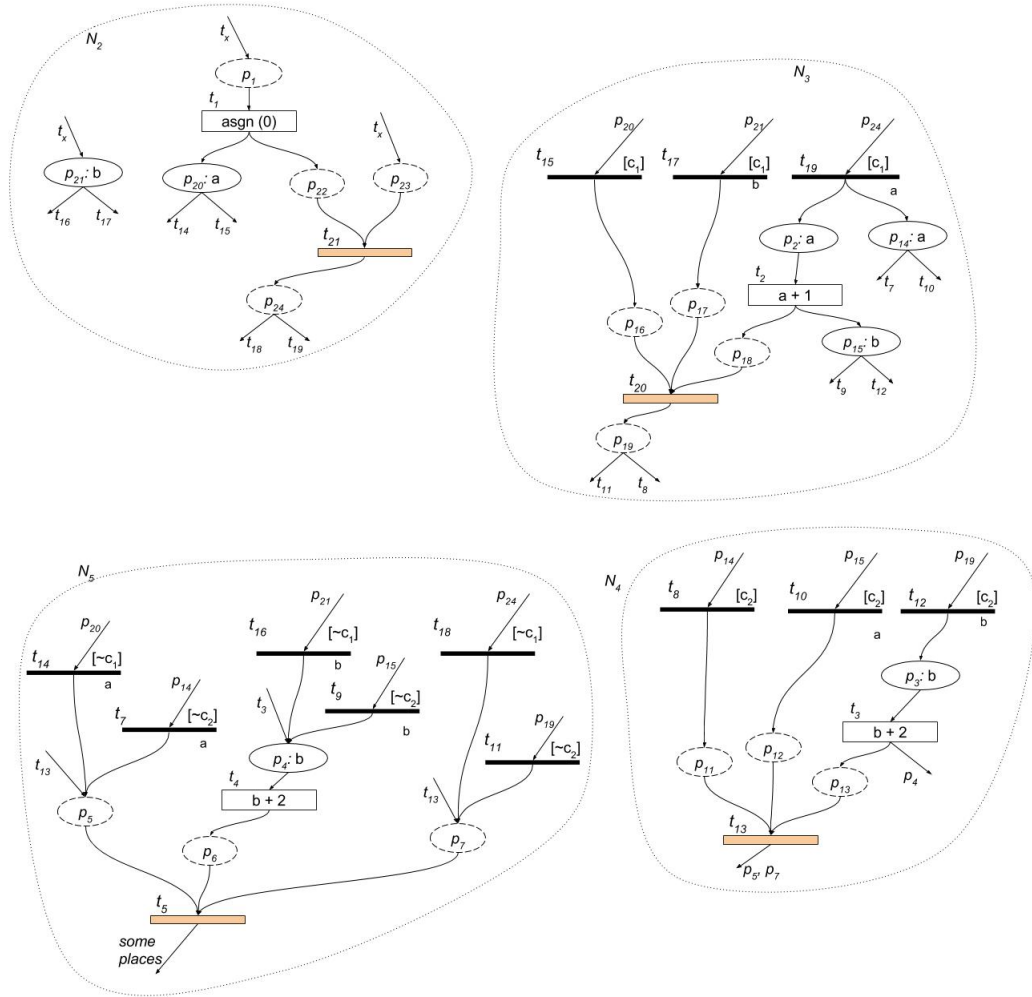 N2
tx
p1
t1
asgn (0)
tx
p21: b
t16 t17
p20: a
t14 t15
p22
tx
p23
t21
p24
t18 t19
N3
p20
t15 [c1]
p21
t17 [c1]
b
p24
t19 [c1]
a
p2: a
p14: a
t7 t10
t2
a + 1
p16
p17
p18
p15: b
t9 t12
t20
p19
t11 t8
N5
p20
t14 [~c1]
a
p14
t7 [~c2]
a
t13
p5
p21
t16 [~c1]
b
p15
t9 [~c2]
b
t3
p4: b
t4
b + 2
p6
p24
t18 [~c1]
p19
t11 [~c2]
t13
p7
t5
some
places
N4
p14
t8 [c2]
p15
t10 [c2]
a
p19
t12 [c2]
b
p3: b
t3
b + 2
p4
p11
p12
p13
t13
p5, p7